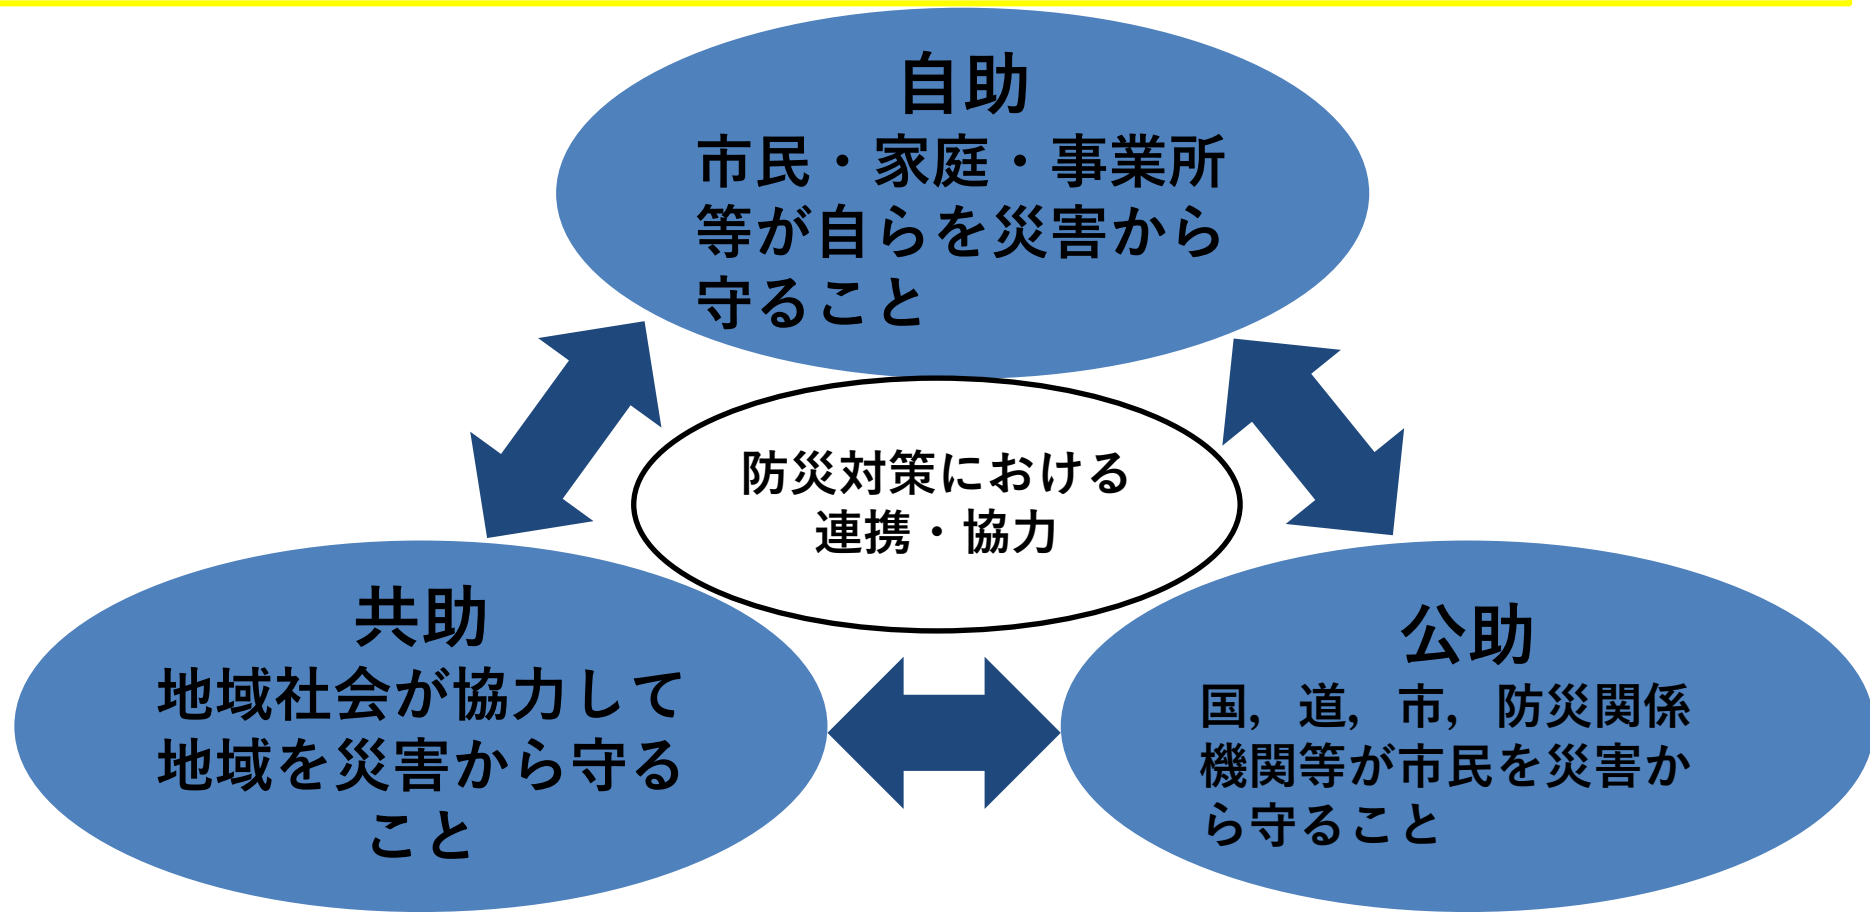 自助
市民・家庭・事業所
等が自らを災害から
守ること
防災対策における
連携・協力
共助
地域社会が協力して
地域を災害から守る
こと
公助
国，道，市，防災関係
機関等が市民を災害か
ら守ること